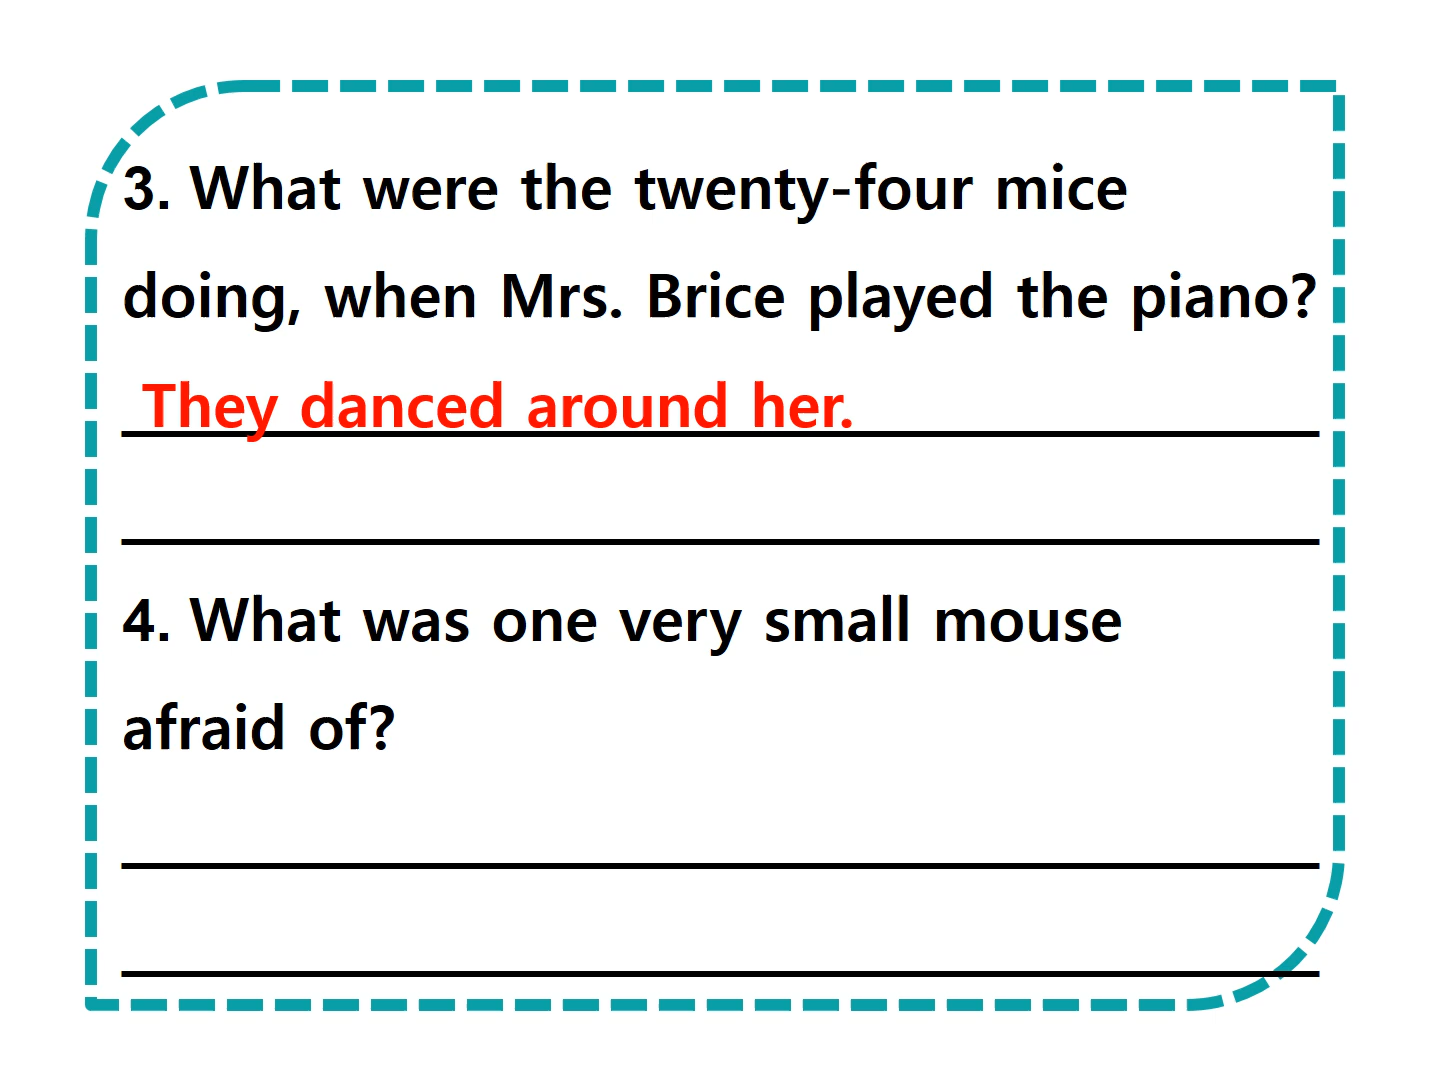 3. What were the twenty-four mice
doing, when Mrs. Brice played the piano?
They danced around her.
4. What was one very small mouse
afraid of?